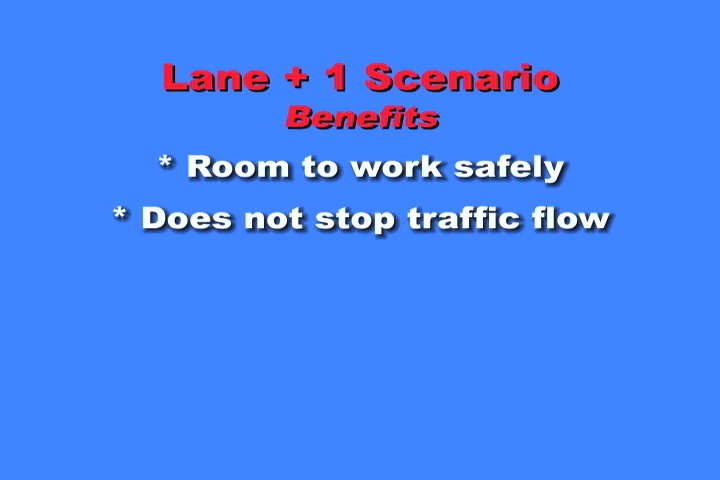 Lane + 1 Scenario
Benefits
* Room to work safely
* Does not stop traffic flow